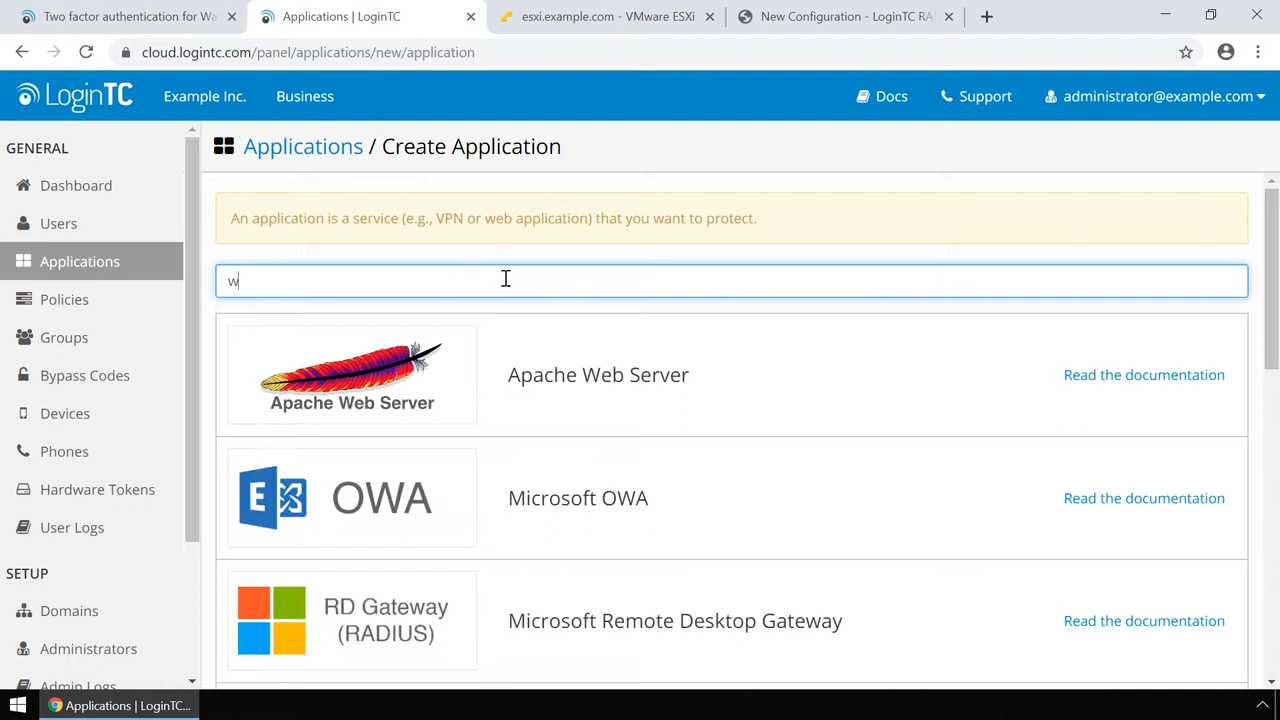 Two factor authentication for Wa
Applications | LoginTC
esxi.example.com - VMware ESXi
New Configuration - LoginTC RA
cloud.logintc.com/panel/applications/new/application
LoginTC
Example Inc.
Business
Docs
Support
administrator@example.com
GENERAL
Dashboard
Users
Applications
Policies
Groups
Bypass Codes
Devices
Phones
Hardware Tokens
User Logs
SETUP
Domains
Administrators
Admin Logs
Applications / Create Application
An application is a service (e.g., VPN or web application) that you want to protect.
w
Apache Web Server
Apache Web Server
Read the documentation
OWA
Microsoft OWA
Read the documentation
RD Gateway
(RADIUS)
Microsoft Remote Desktop Gateway
Read the documentation
Applications | LoginTC...